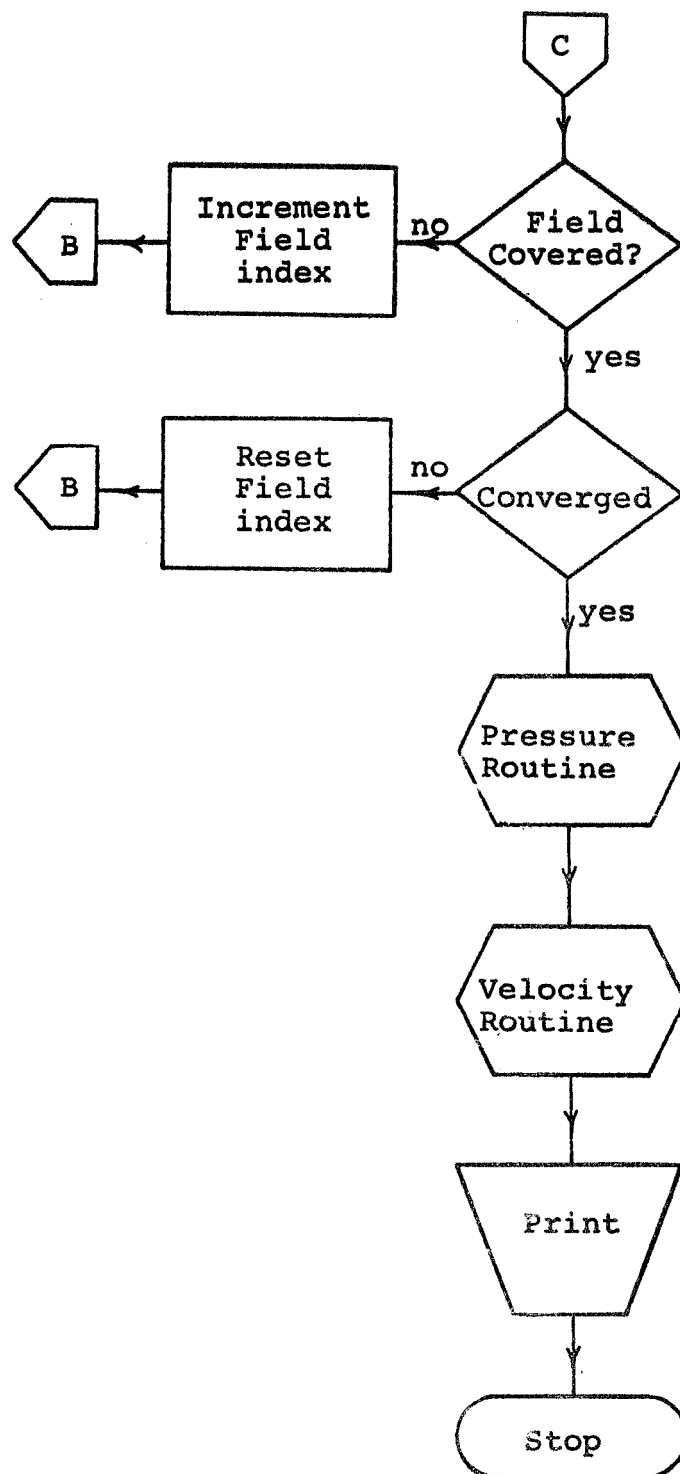 C
Field
Covered?
no
Increment
Field
index
B
yes
Converged
no
Reset
Field
index
B
yes
Pressure
Routine
Velocity
Routine
Print
Stop